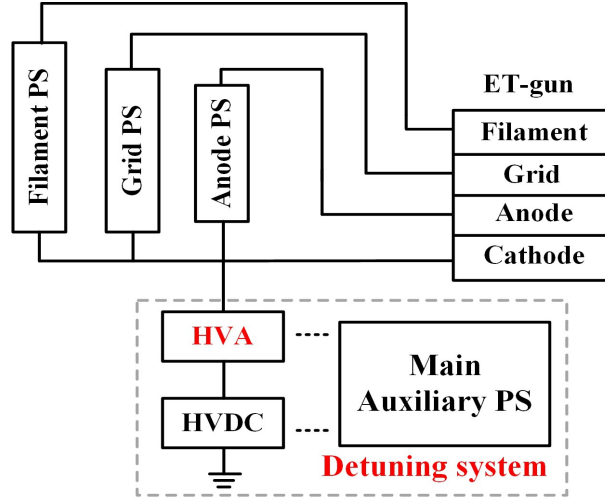 Filament PS
Grid PS
Anode PS
ET-gun
Filament
Grid
Anode
Cathode
HVA
HVDC
Main
Auxiliary PS
Detuning system